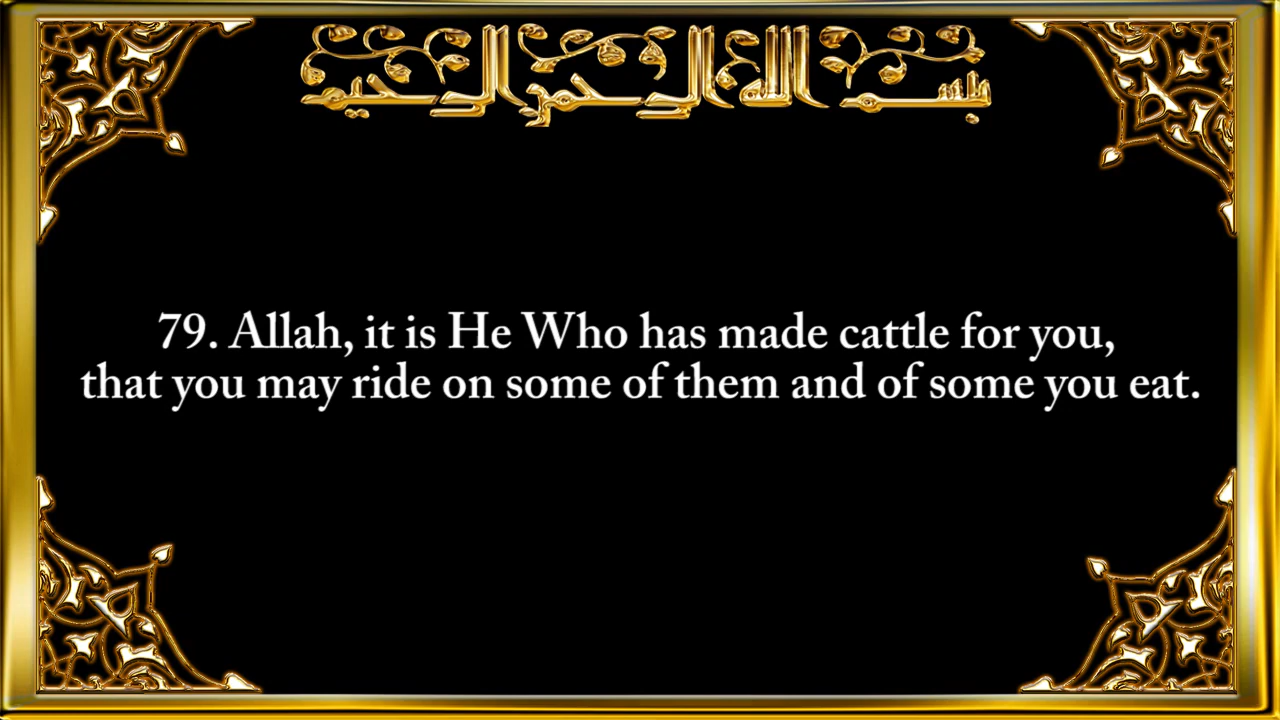 بسم الله الرحمن الرحيم
79. Allah, it is He Who has made cattle for you,
that you may ride on some of them and of some you eat.